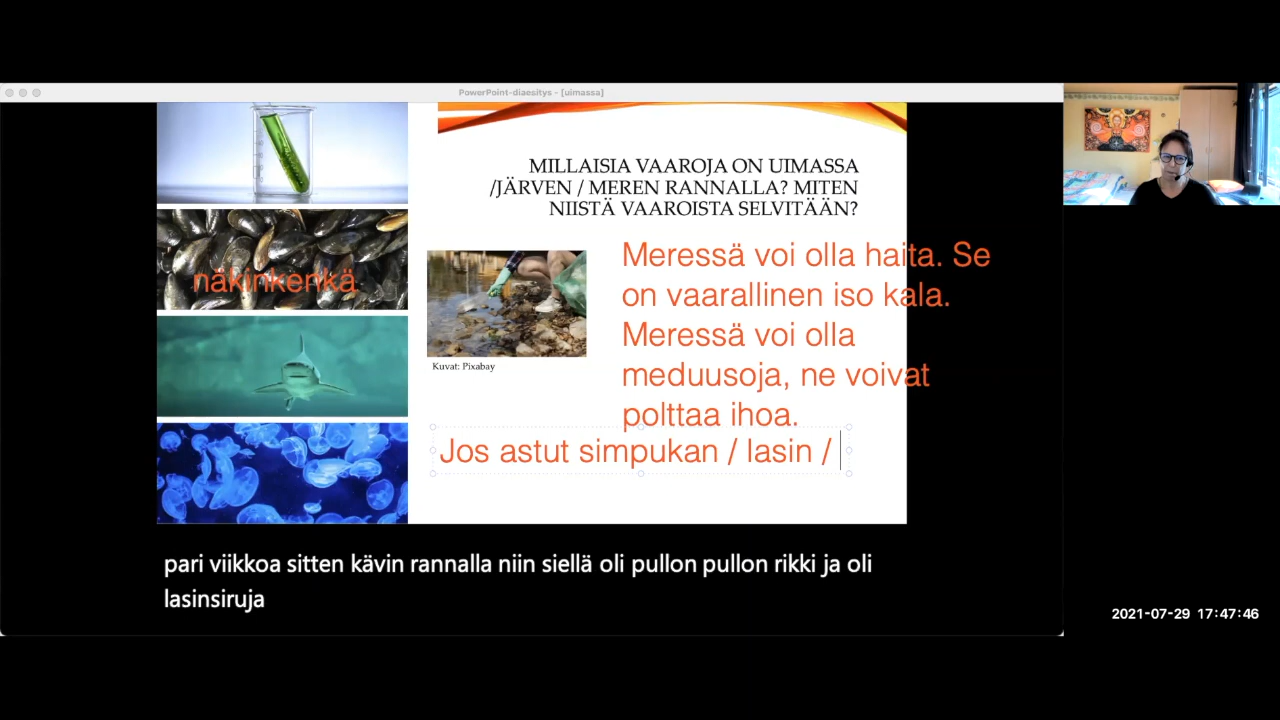 PowerPoint-diaesitys - [uimassa]
MILLAISIA VAAROJA ON UIMASSA
/JÄRVEN / MEREN RANNALLA? MITEN
NIISTÄ VAAROISTA SELVITÄÄN?
näkinkenkä
Meressä voi olla haita. Se
on vaarallinen iso kala.
Meressä voi olla
meduusoja, ne voivat
polttaa ihoa.
Kuvat: Pixabay
Jos astut simpukan / lasin /
pari viikkoa sitten kävin rannalla niin siellä oli pullon pullon rikki ja oli
lasinsiruja
2021-07-29 17:47:46